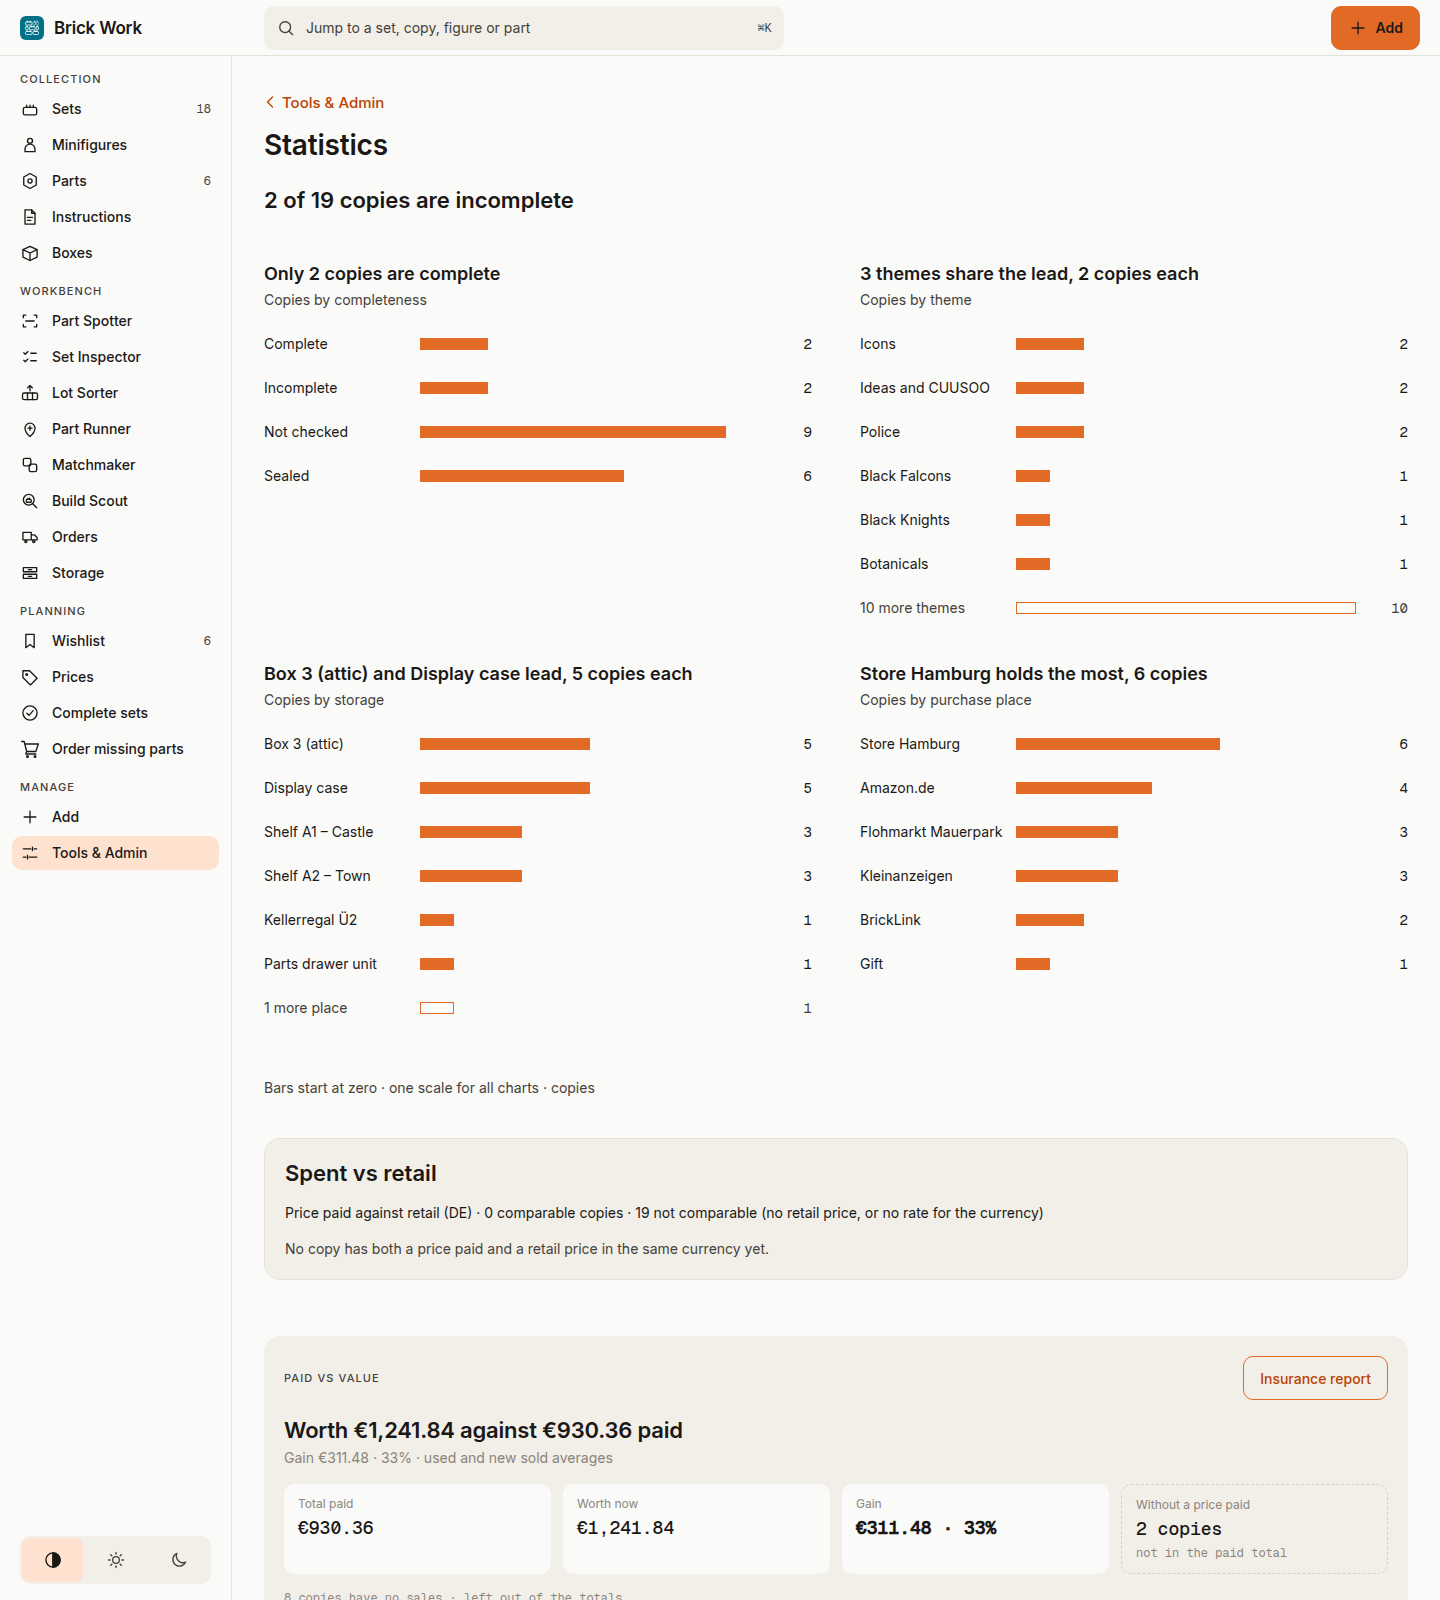 Brick Work
Jump to a set, copy, figure or part
⌘K
Add
COLLECTION
Sets 18
Minifigures
Parts 6
Instructions
Boxes
WORKBENCH
Part Spotter
Set Inspector
Lot Sorter
Part Runner
Matchmaker
Build Scout
Orders
Storage
PLANNING
Wishlist 6
Prices
Complete sets
Order missing parts
MANAGE
Add
Tools & Admin
Tools & Admin
Statistics
2 of 19 copies are incomplete
Only 2 copies are complete
Copies by completeness
Complete 2
Incomplete 2
Not checked 9
Sealed 6
3 themes share the lead, 2 copies each
Copies by theme
Icons 2
Ideas and CUUSOO 2
Police 2
Black Falcons 1
Black Knights 1
Botanicals 1
10 more themes 10
Box 3 (attic) and Display case lead, 5 copies each
Copies by storage
Box 3 (attic) 5
Display case 5
Shelf A1 – Castle 3
Shelf A2 – Town 3
Kellerregal Ü2 1
Parts drawer unit 1
1 more place 1
Store Hamburg holds the most, 6 copies
Copies by purchase place
Store Hamburg 6
Amazon.de 4
Flohmarkt Mauerpark 3
Kleinanzeigen 3
BrickLink 2
Gift 1
Bars start at zero · one scale for all charts · copies
Spent vs retail
Price paid against retail (DE) · 0 comparable copies · 19 not comparable (no retail price, or no rate for the currency)
No copy has both a price paid and a retail price in the same currency yet.
PAID VS VALUE
Insurance report
Worth €1,241.84 against €930.36 paid
Gain €311.48 · 33% · used and new sold averages
Total paid
€930.36
Worth now
€1,241.84
Gain
€311.48 · 33%
Without a price paid
2 copies
not in the paid total
8 copies have no sales · left out of the totals